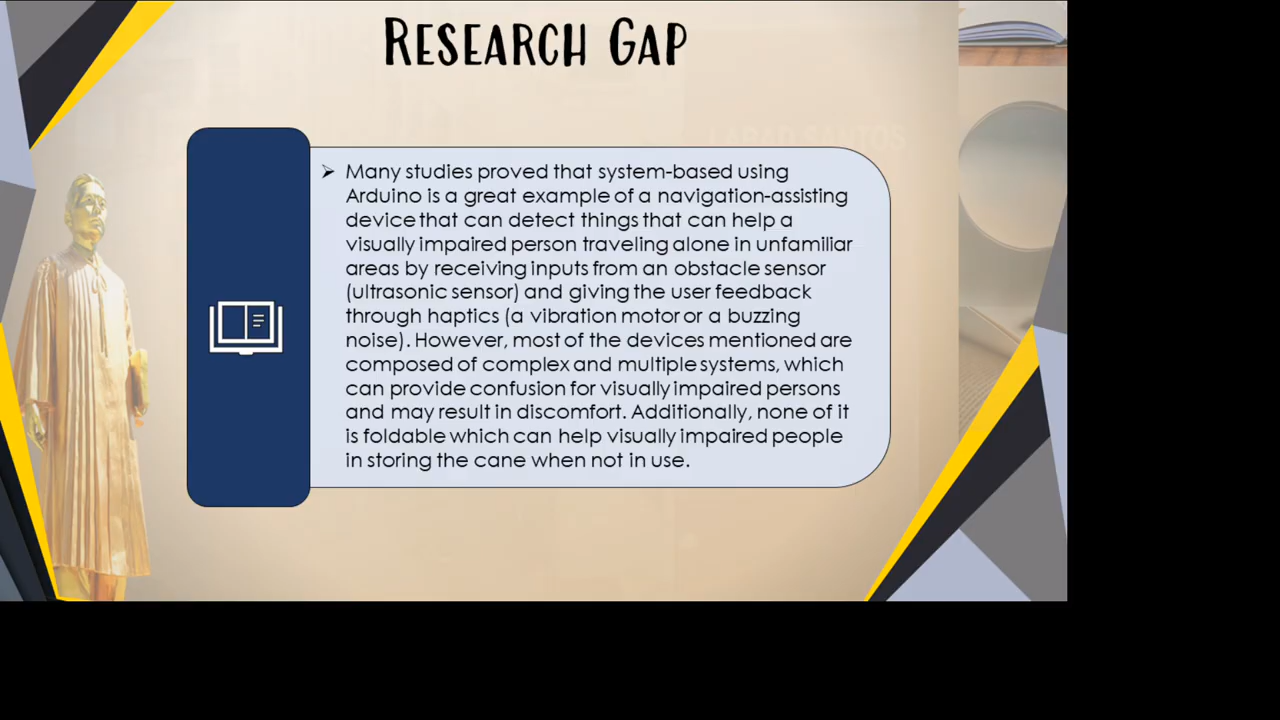 RESEARCH GAP
LABAD SANTOS
➢ Many studies proved that system-based using
Arduino is a great example of a navigation-assisting
device that can detect things that can help a
visually impaired person traveling alone in unfamiliar
areas by receiving inputs from an obstacle sensor
(ultrasonic sensor) and giving the user feedback
through haptics (a vibration motor or a buzzing
noise). However, most of the devices mentioned are
composed of complex and multiple systems, which
can provide confusion for visually impaired persons
and may result in discomfort. Additionally, none of it
is foldable which can help visually impaired people
in storing the cane when not in use.